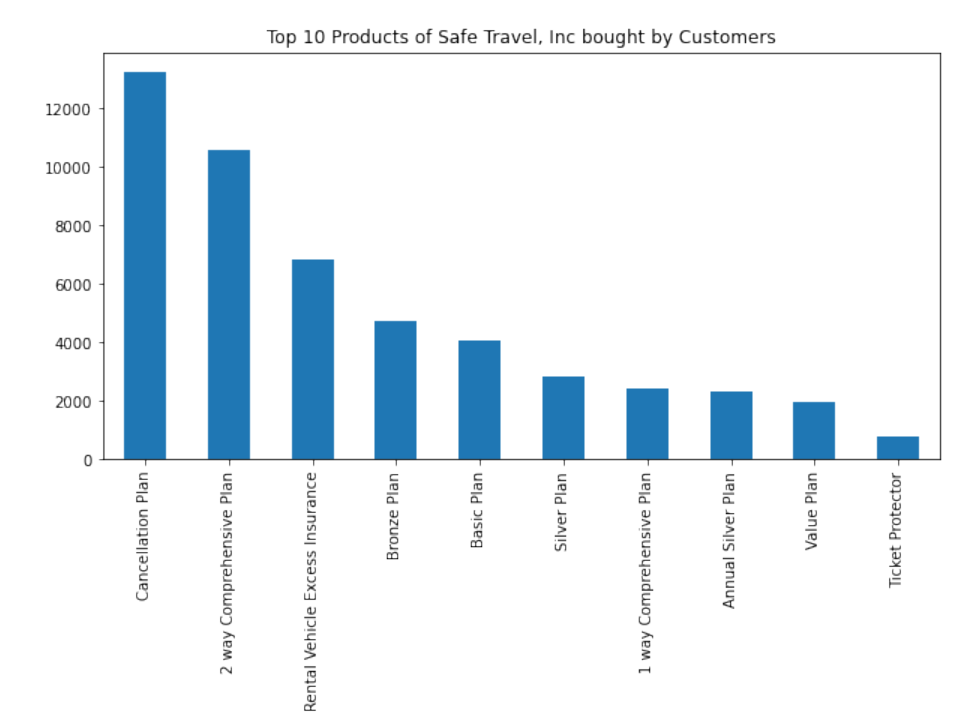 Top 10 Products of Safe Travel, Inc bought by Customers
12000
10000
8000
6000
4000
2000
0
Cancellation Plan
2 way Comprehensive Plan
Rental Vehicle Excess Insurance
Bronze Plan
Basic Plan
Silver Plan
1 way Comprehensive Plan
Annual Silver Plan
Value Plan
Ticket Protector